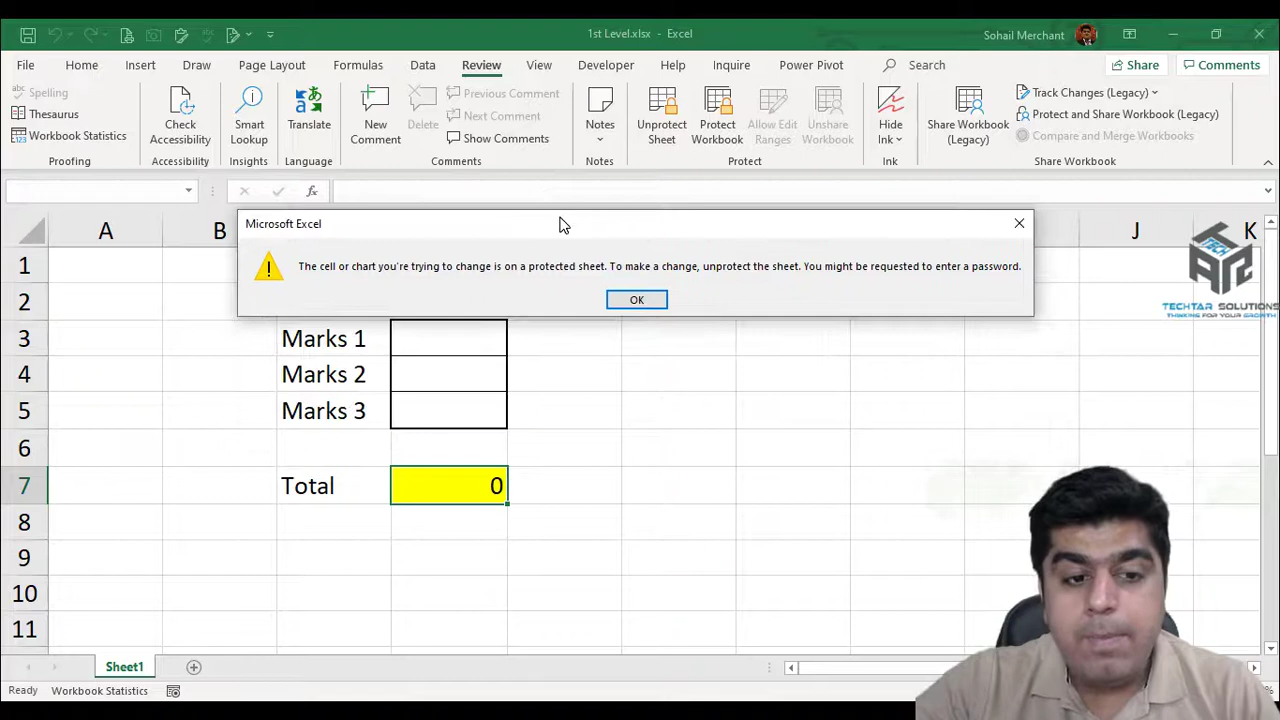 1st Level.xlsx - Excel
Sohail Merchant
File Home Insert Draw Page Layout Formulas Data Review View Developer Help Inquire Power Pivot Search Share Comments
Spelling
Thesaurus
Workbook Statistics
Proofing
Check Accessibility
Accessibility
Smart Lookup
Insights
Translate
Language
New Comment
Delete
Previous Comment
Next Comment
Show Comments
Comments
Notes
Notes
Unprotect Sheet
Protect Workbook
Allow Edit Ranges
Unshare Workbook
Protect
Hide Ink
Ink
Share Workbook (Legacy)
Track Changes (Legacy)
Protect and Share Workbook (Legacy)
Compare and Merge Workbooks
Share Workbook
fx
Microsoft Excel
The cell or chart you're trying to change is on a protected sheet. To make a change, unprotect the sheet. You might be requested to enter a password.
OK
A B J K
TECHTAR SOLUTIONS
THINKING FOR YOUR GROWTH
1
2
3 Marks 1
4 Marks 2
5 Marks 3
6
7 Total 0
8
9
10
11
Sheet1
Ready Workbook Statistics